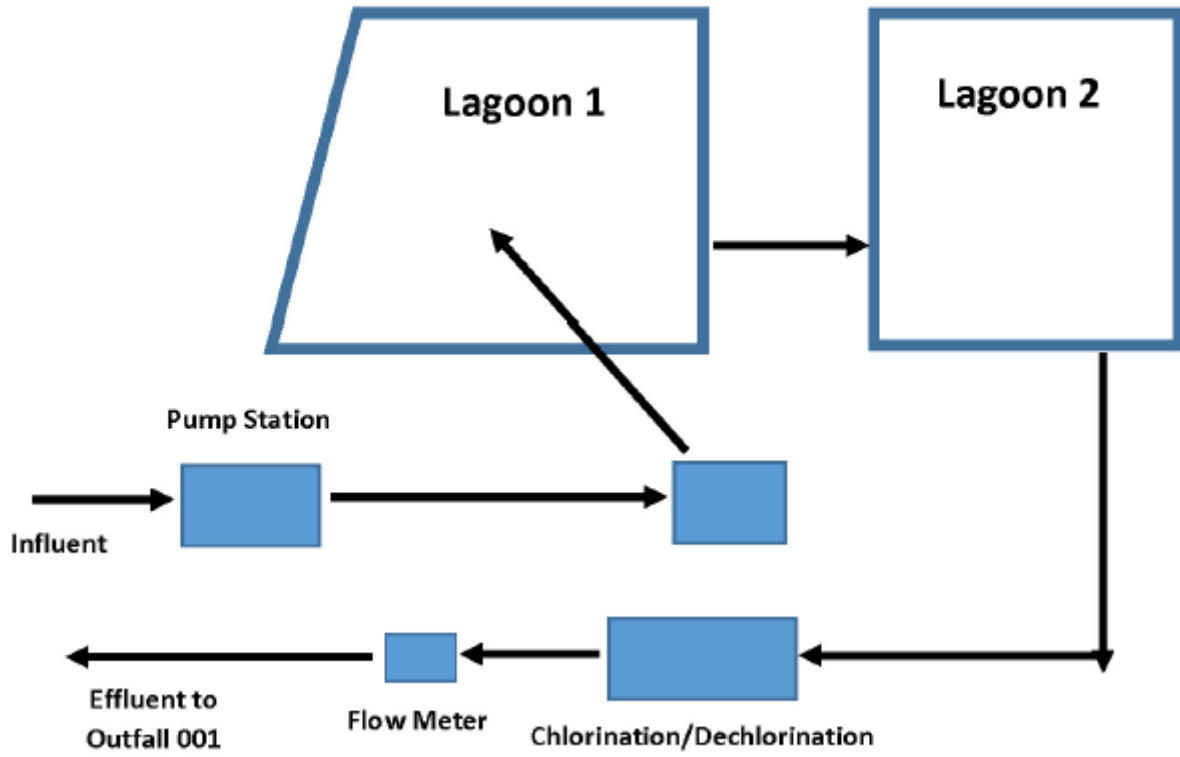 Lagoon 1
Lagoon 2
Pump Station
Influent
Effluent to
Outfall 001
Flow Meter
Chlorination/Dechlorination